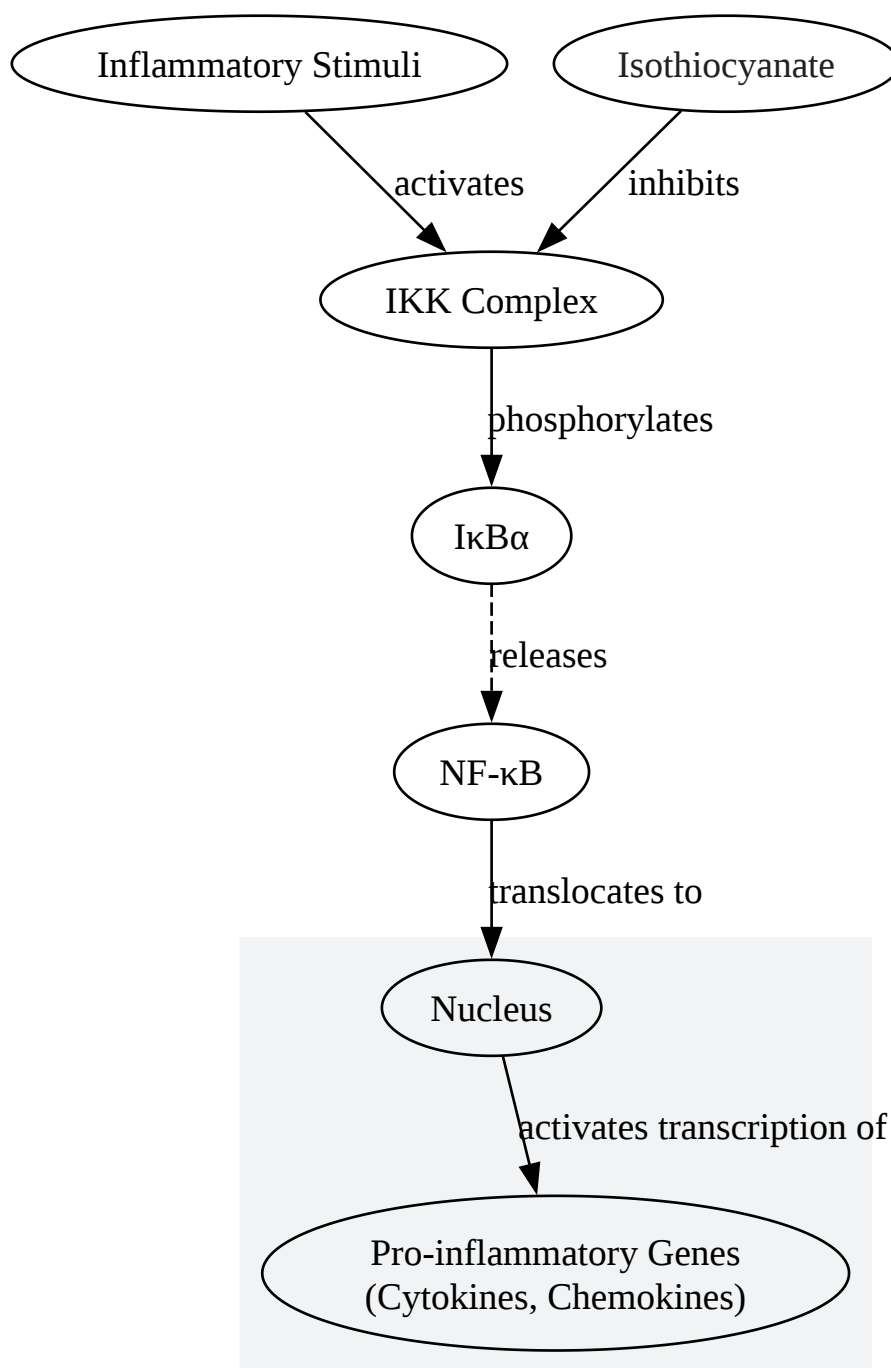 Inflammatory Stimuli
Isothiocyanate
activates
inhibits
IKK Complex
phosphorylates
IκBα
releases
NF-κB
translocates to
Nucleus
activates transcription of
Pro-inflammatory Genes
(Cytokines, Chemokines)